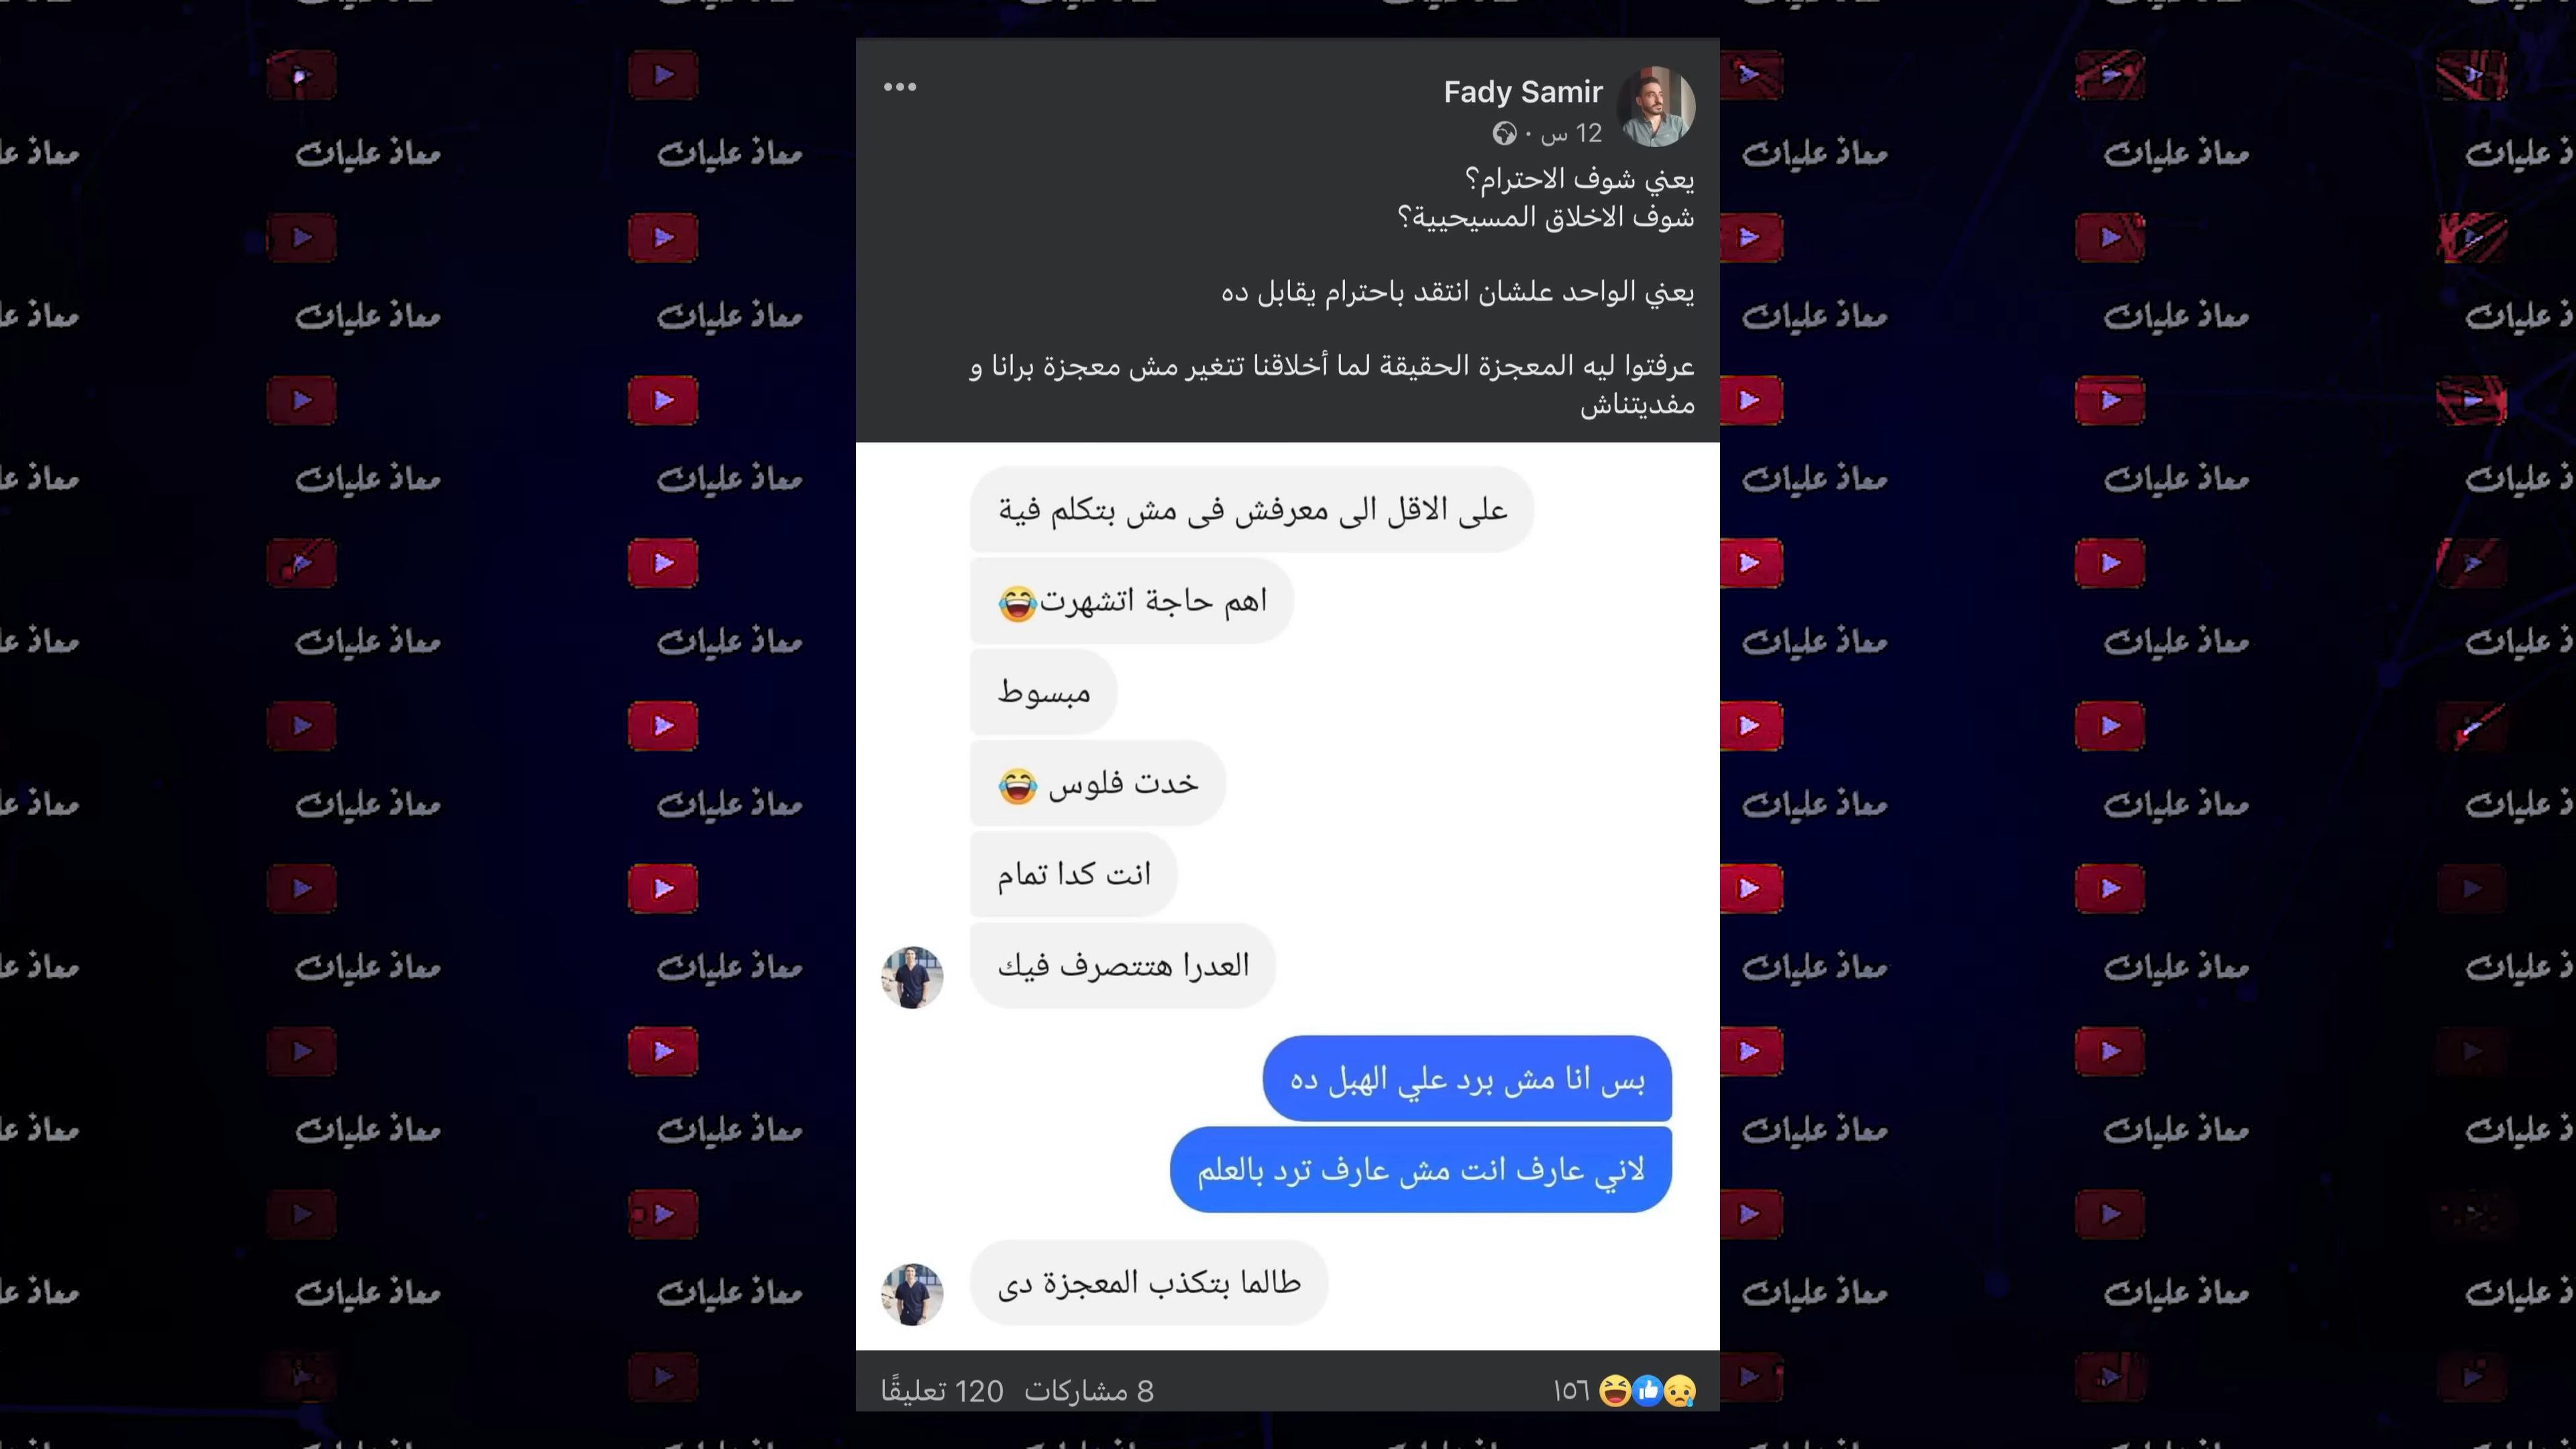 Fady Samir
12 س ·
يعني شوف الاحترام؟
شوف الاخلاق المسيحيية؟
يعني الواحد علشان انتقد باحترام يقابل ده
عرفتوا ليه المعجزة الحقيقة لما أخلاقنا تتغير مش معجزة برانا و
مفديتناش
على الاقل الى معرفش فى مش بتكلم فية
اهم حاجة اتشهرت😂
مبسوط
خدت فلوس 😂
انت كدا تمام
العدرا هتتصرف فيك
بس انا مش برد علي الهبل ده
لاني عارف انت مش عارف ترد بالعلم
طالما بتكذب المعجزة دى
١٥٦
8 مشاركات 120 تعليقًا
معاذ عليان